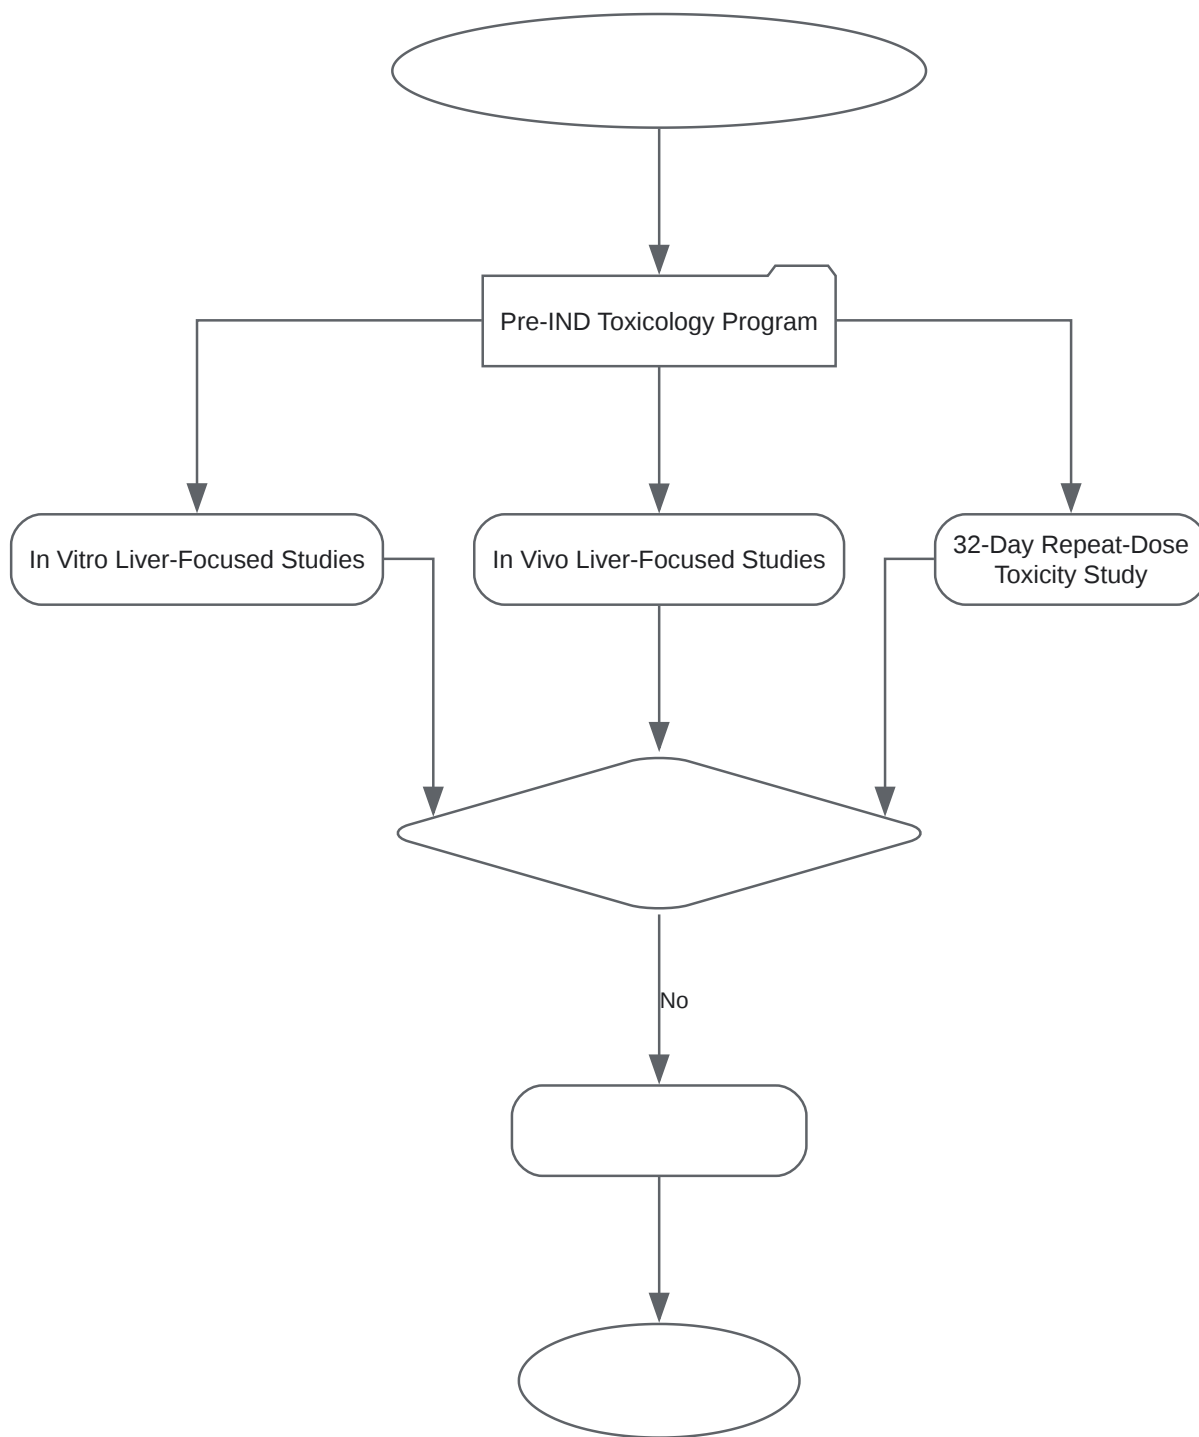 Pre-IND Toxicology Program
In Vitro Liver-Focused Studies
In Vivo Liver-Focused Studies
32-Day Repeat-Dose
Toxicity Study
No